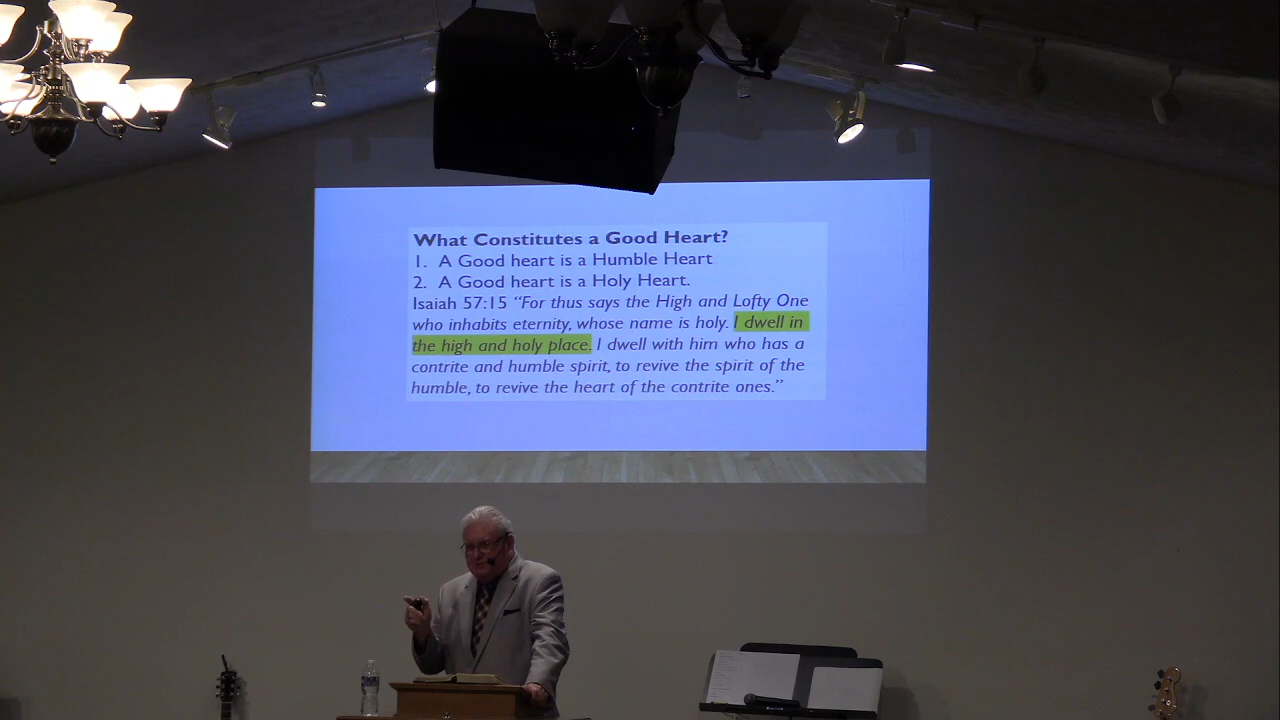 What Constitutes a Good Heart?
1. A Good heart is a Humble Heart
2. A Good heart is a Holy Heart.
Isaiah 57:15 “For thus says the High and Lofty One
who inhabits eternity, whose name is holy. I dwell in
the high and holy place. I dwell with him who has a
contrite and humble spirit, to revive the spirit of the
humble, to revive the heart of the contrite ones.”